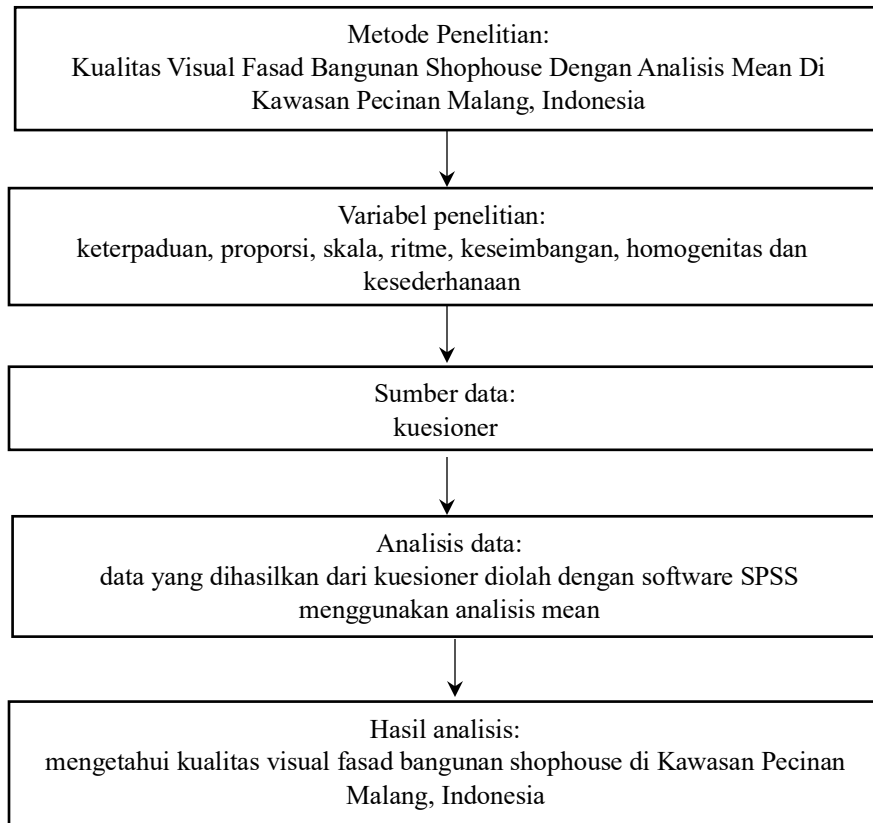 Metode Penelitian:
Kualitas Visual Fasad Bangunan Shophouse Dengan Analisis Mean Di
Kawasan Pecinan Malang, Indonesia
Variabel penelitian:
keterpaduan, proporsi, skala, ritme, keseimbangan, homogenitas dan
kesederhanaan
Sumber data:
kuesioner
Analisis data:
data yang dihasilkan dari kuesioner diolah dengan software SPSS
menggunakan analisis mean
Hasil analisis:
mengetahui kualitas visual fasad bangunan shophouse di Kawasan Pecinan
Malang, Indonesia